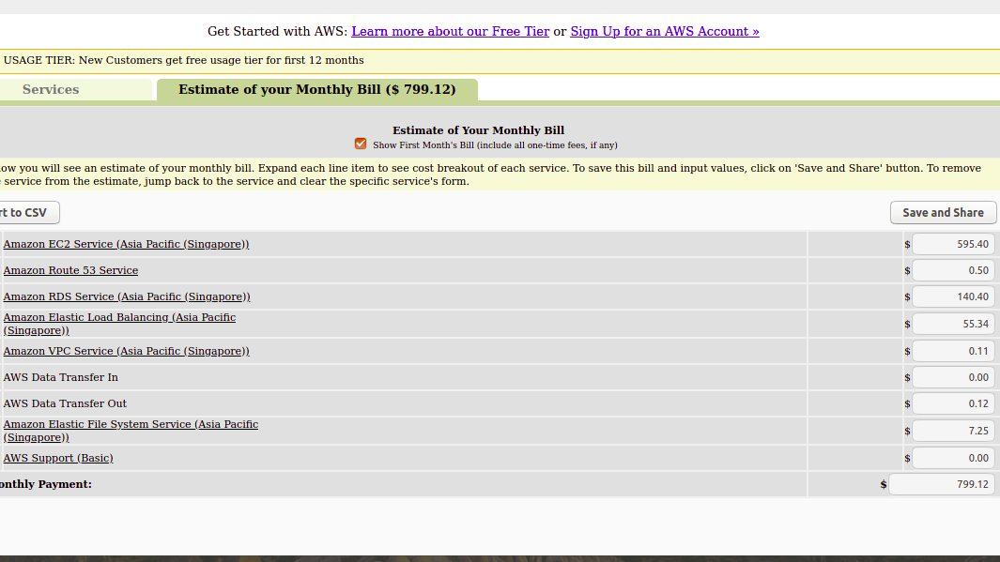 Get Started with AWS: Learn more about our Free Tier or Sign Up for an AWS Account »
USAGE TIER: New Customers get free usage tier for first 12 months
Services
Estimate of your Monthly Bill ($ 799.12)
Estimate of Your Monthly Bill
Show First Month's Bill (include all one-time fees, if any)
ow you will see an estimate of your monthly bill. Expand each line item to see cost breakout of each service. To save this bill and input values, click on 'Save and Share' button. To remove
service from the estimate, jump back to the service and clear the specific service's form.
rt to CSV
Save and Share
Amazon EC2 Service (Asia Pacific (Singapore)) $ 595.40
Amazon Route 53 Service $ 0.50
Amazon RDS Service (Asia Pacific (Singapore)) $ 140.40
Amazon Elastic Load Balancing (Asia Pacific
(Singapore)) $ 55.34
Amazon VPC Service (Asia Pacific (Singapore)) $ 0.11
AWS Data Transfer In $ 0.00
AWS Data Transfer Out $ 0.12
Amazon Elastic File System Service (Asia Pacific
(Singapore)) $ 7.25
AWS Support (Basic) $ 0.00
onthly Payment: $ 799.12